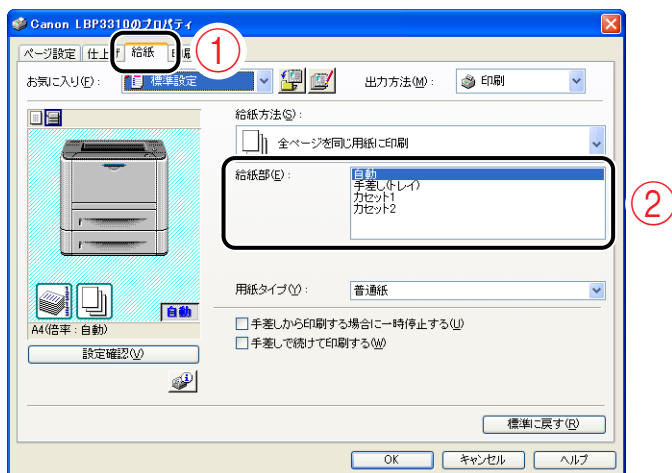 Canon LBP3310のプロパティ
ページ設定 仕上げ 給紙
①
お気に入り(F): 標準設定 出力方法(M): 印刷
給紙方法(S):
全ページを同じ用紙に印刷
給紙部(E): 自動
手差し(トレイ)
カセット1
カセット2
②
自動
用紙タイプ(Y): 普通紙
A4(倍率:自動)
手差しから印刷する場合に一時停止する(U)
設定確認(V)
手差しで続けて印刷する(W)
標準に戻す(R)
OK キャンセル ヘルプ